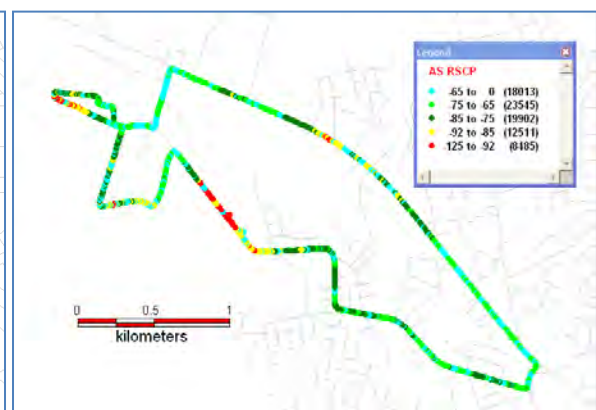 Legend
AS RSCP
-65 to 0 (18013)
-75 to -65 (23545)
-85 to -75 (19902)
-92 to -85 (12511)
-125 to -92 (8485)
0 0.5 1
kilometers